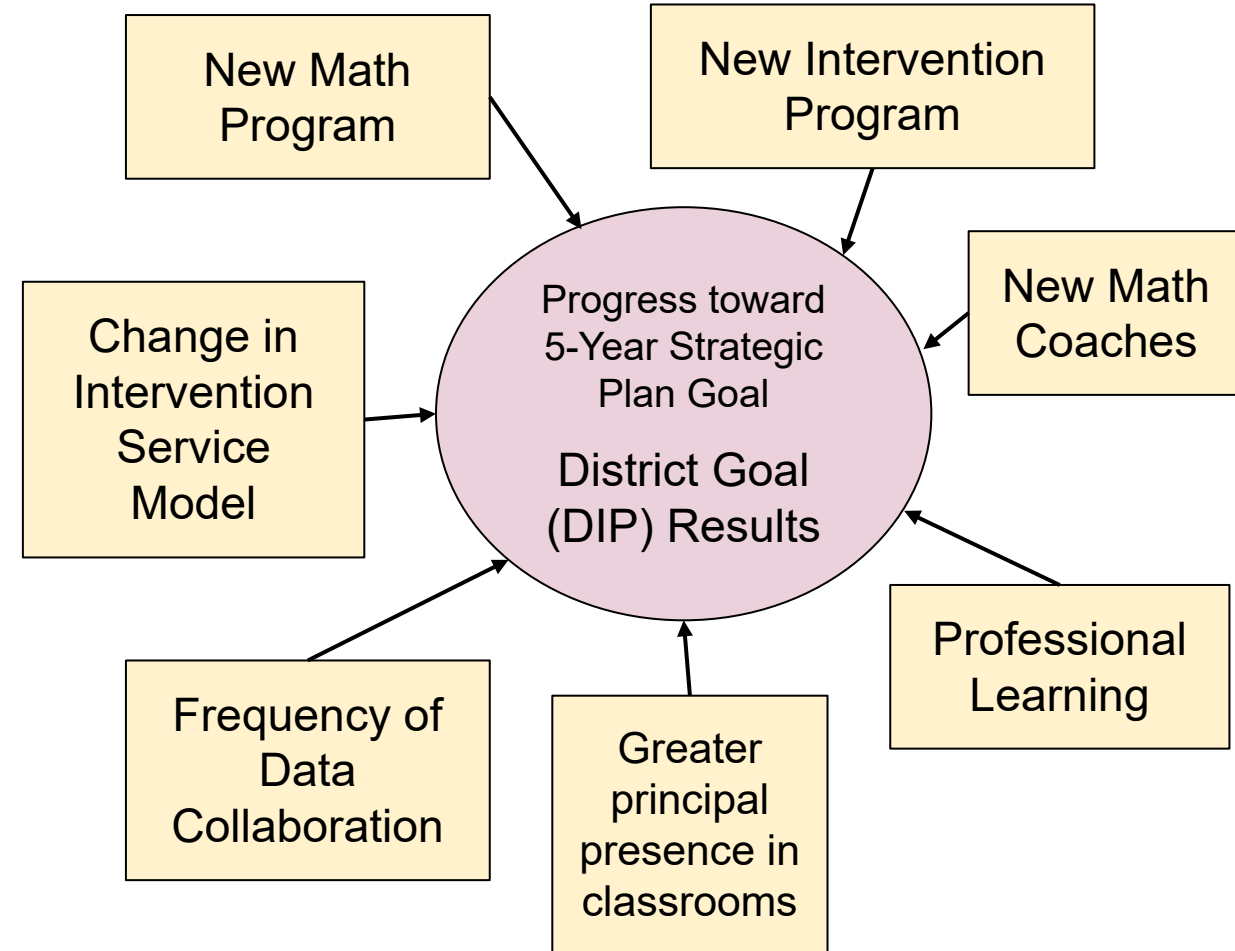 New Math
Program
New Intervention
Program
New Math
Coaches
Change in
Intervention
Service
Model
Progress toward
5-Year Strategic
Plan Goal
District Goal
(DIP) Results
Professional
Learning
Frequency of
Data
Collaboration
Greater
principal
presence in
classrooms